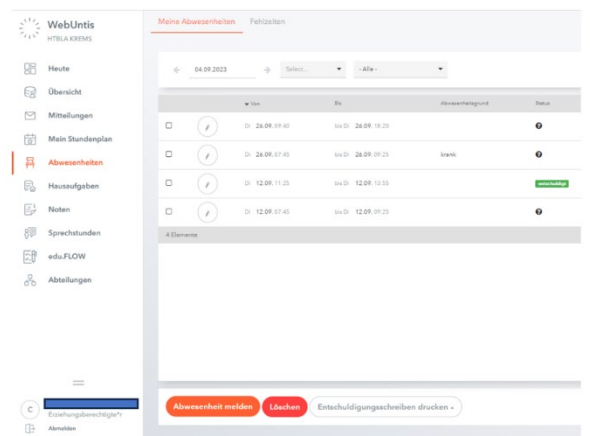 WebUntis
HTBLA KREMS
Heute
Übersicht
Mitteilungen
Mein Stundenplan
Abwesenheiten
Hausaufgaben
Noten
Sprechstunden
edu.FLOW
Abteilungen
C
Erziehungsberechtigte*r
Abmelden
Meine Abwesenheiten Fehlzeiten
04.09.2023 Select... - Alle -
Von Bis Abwesenheitsgrund Status
Di 26.09. 09:40 bis Di 26.09. 18:20
Di 26.09. 07:45 bis Di 26.09. 09:25 krank
Di 12.09. 11:25 bis Di 12.09. 13:55 entschuldigt
Di 12.09. 07:45 bis Di 12.09. 09:25
4 Elemente
Abwesenheit melden Löschen Entschuldigungsschreiben drucken